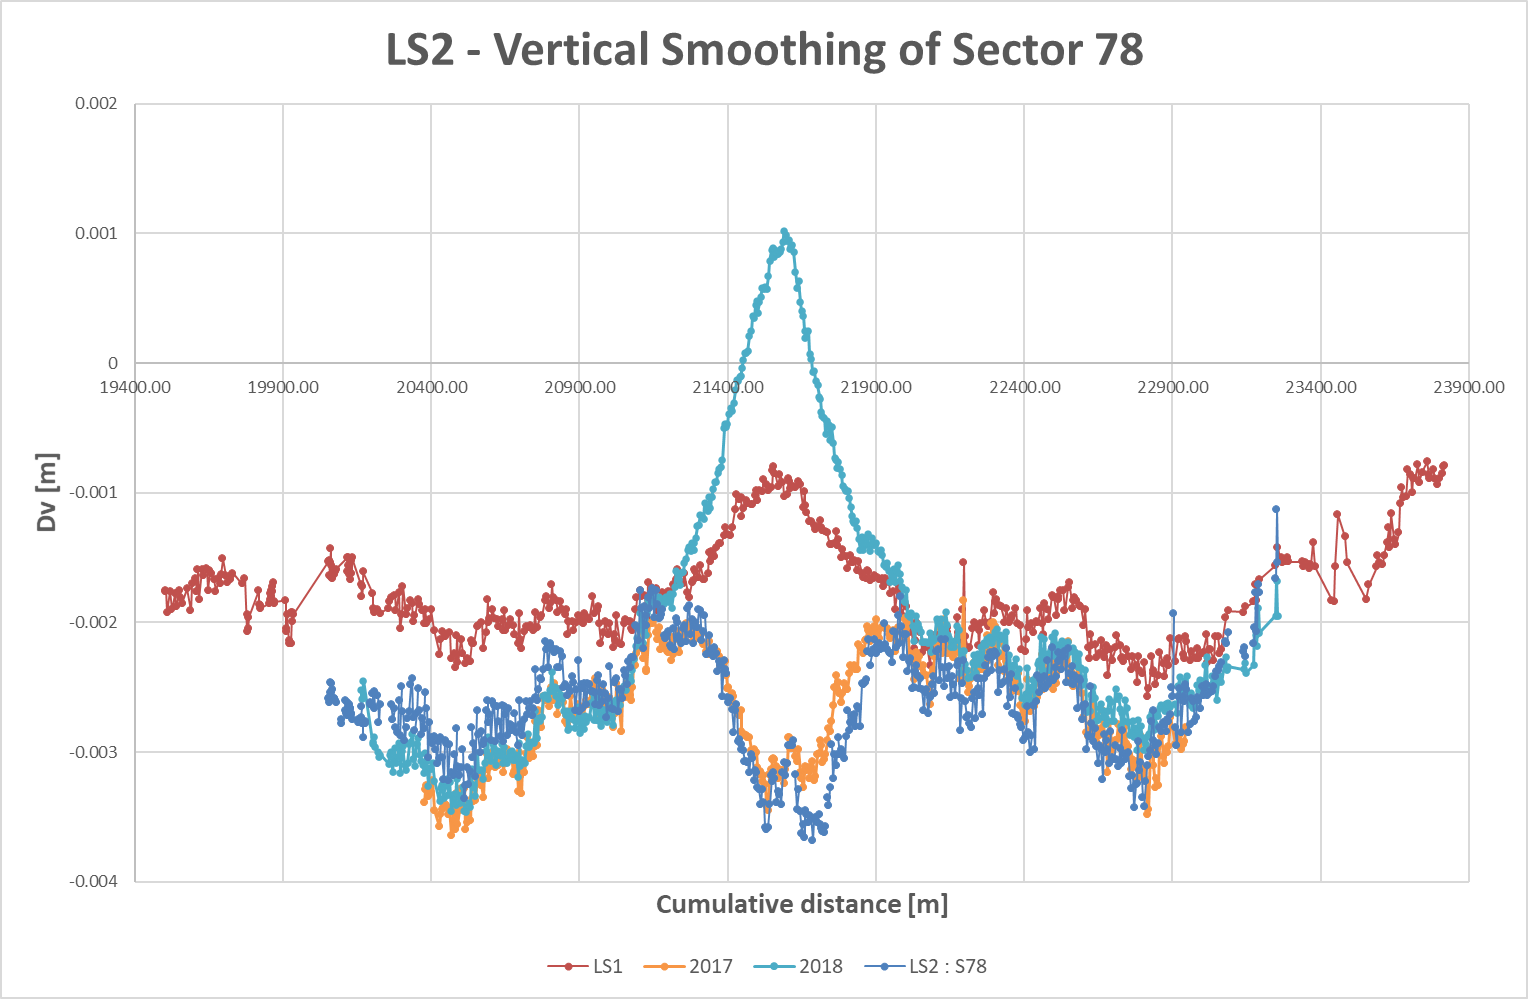 LS2 - Vertical Smoothing of Sector 78
0.002
0.001
0
19400.00 19900.00 20400.00 20900.00 21400.00 21900.00 22400.00 22900.00 23400.00 23900.00
-0.001
-0.002
-0.003
-0.004
Dv [m]
Cumulative distance [m]
LS1 2017 2018 LS2 : S78